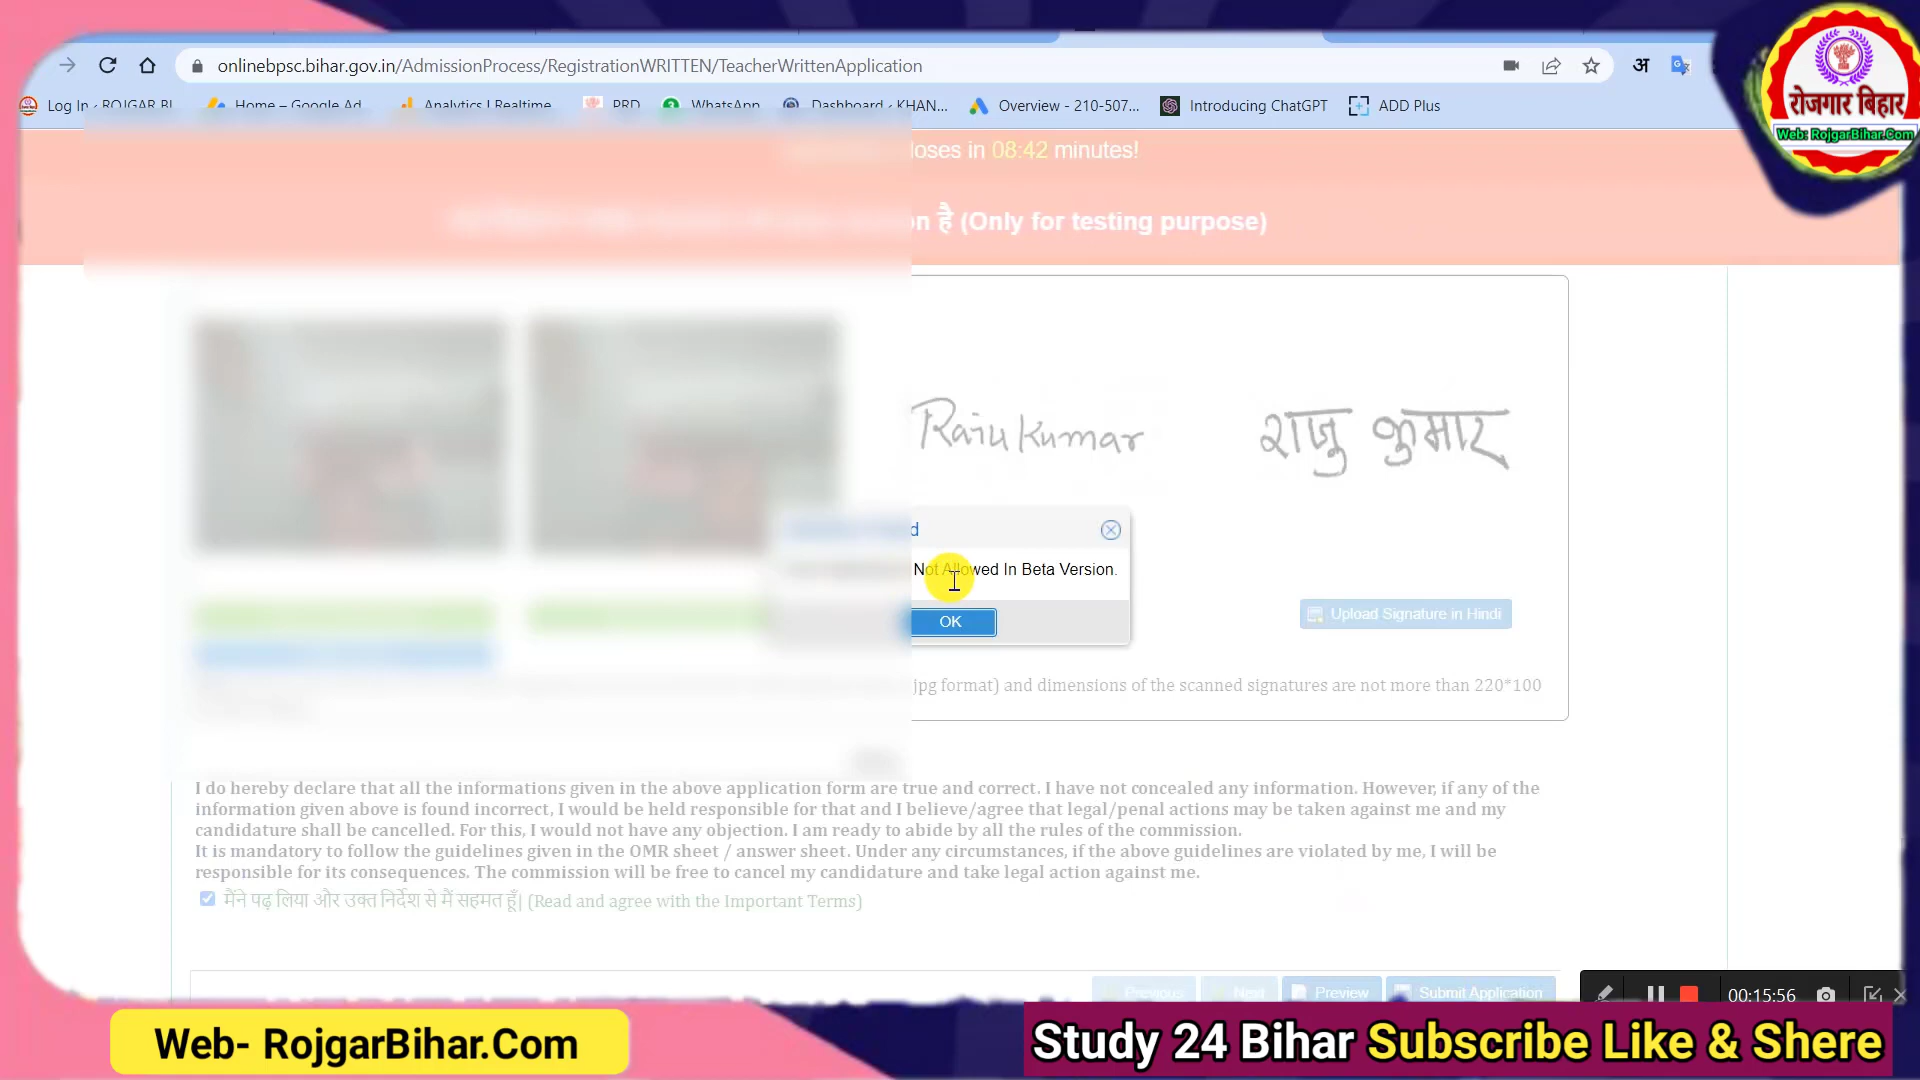 onlinebpsc.bihar.gov.in/AdmissionProcess/RegistrationWRITTEN/TeacherWrittenApplication
अ
रोजगार बिहार
Web: RojgarBihar.Com
Log In ‹ ROJGAR BI
Home – Google Ad
Analytics | Realtime
PRD
WhatsApp
Dashboard ‹ KHAN...
Overview - 210-507...
Introducing ChatGPT
ADD Plus
loses in 08:42 minutes!
on है (Only for testing purpose)
Raju Kumar
राजु कुमार
d
Not Allowed In Beta Version.
OK
Upload Signature in Hindi
jpg format) and dimensions of the scanned signatures are not more than 220*100
I do hereby declare that all the informations given in the above application form are true and correct. I have not concealed any information. However, if any of the
information given above is found incorrect, I would be held responsible for that and I believe/agree that legal/penal actions may be taken against me and my
candidature shall be cancelled. For this, I would not have any objection. I am ready to abide by all the rules of the commission.
It is mandatory to follow the guidelines given in the OMR sheet / answer sheet. Under any circumstances, if the above guidelines are violated by me, I will be
responsible for its consequences. The commission will be free to cancel my candidature and take legal action against me.
मैंने पढ़ लिया और उक्त निर्देश से मैं सहमत हूँ| (Read and agree with the Important Terms)
Previous
Next
Preview
Submit Application
00:15:56
Web- RojgarBihar.Com
Study 24 Bihar Subscribe Like & Shere